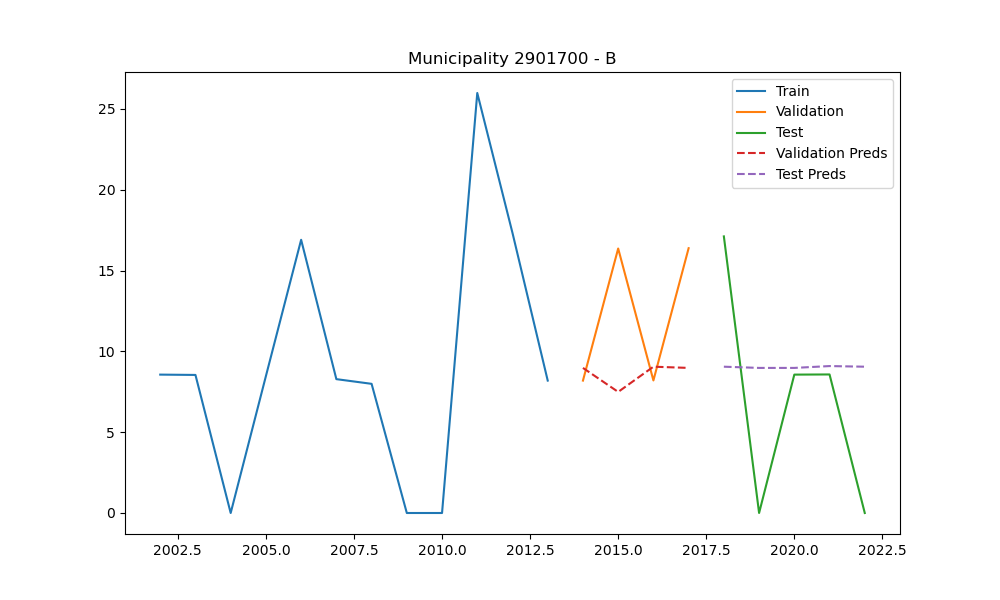 Municipality 2901700 - B
Train
Validation
Test
Validation Preds
Test Preds
25
20
15
10
5
0
2002.5 2005.0 2007.5 2010.0 2012.5 2015.0 2017.5 2020.0 2022.5